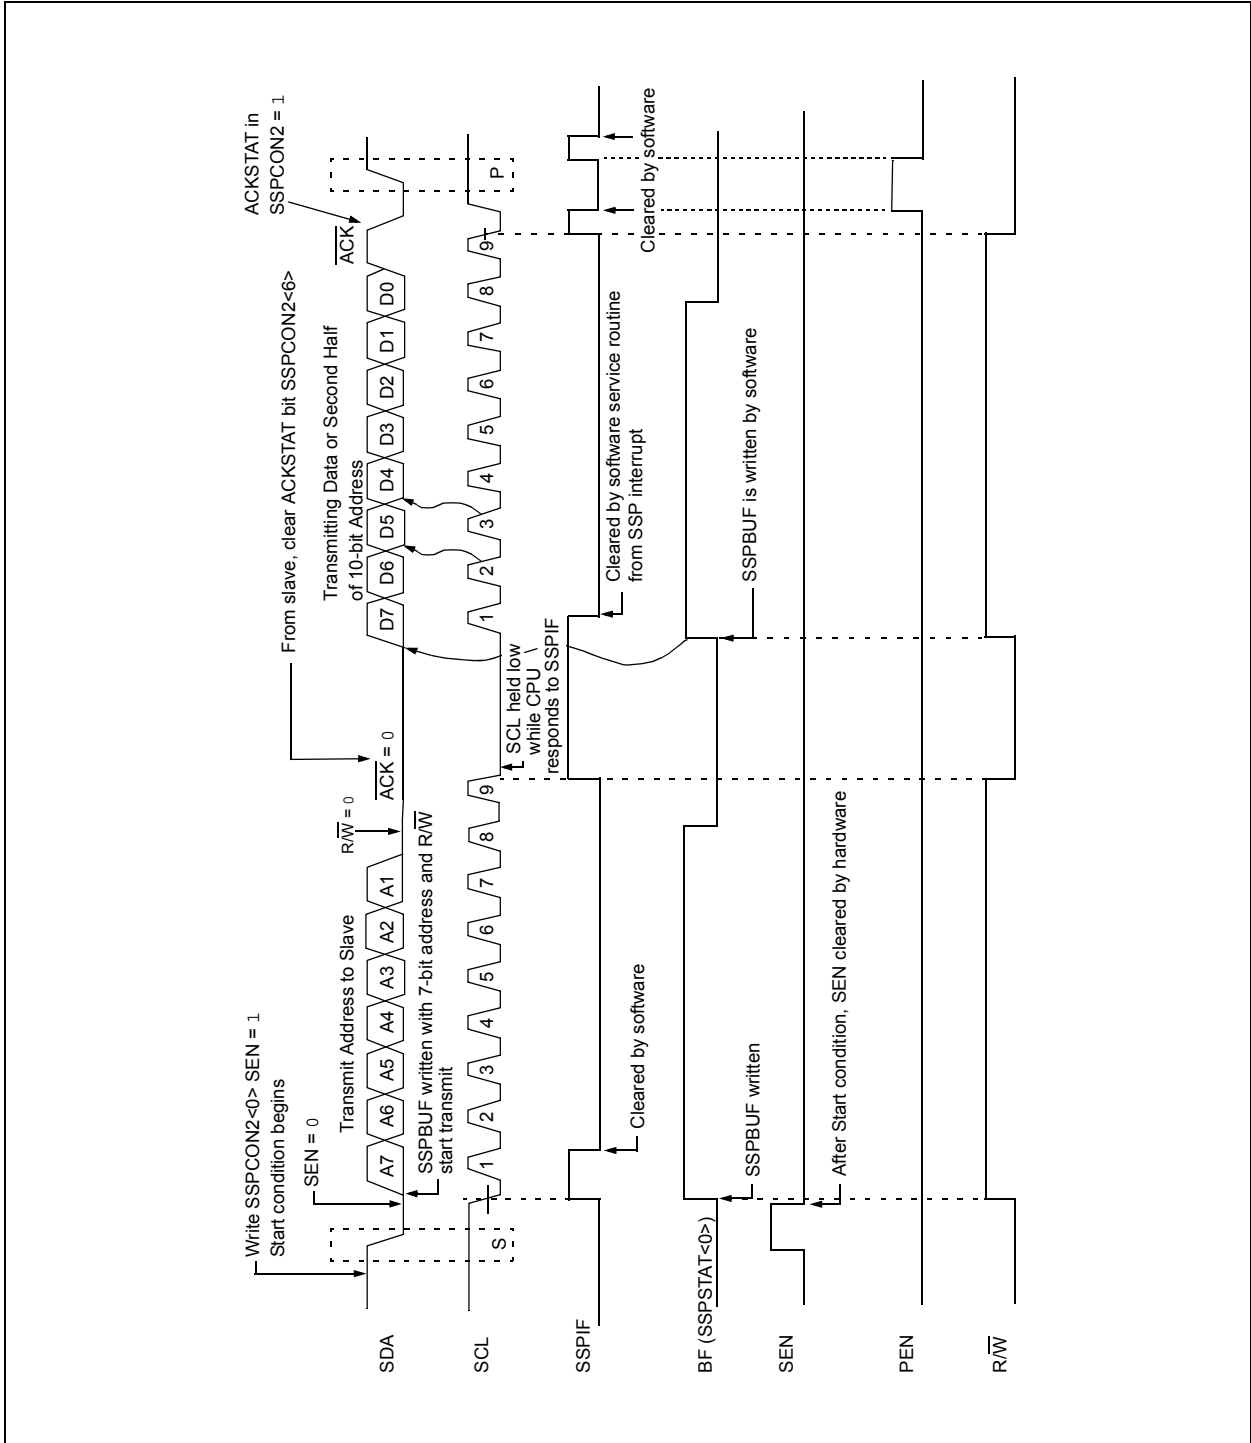 Write SSPCON2<0> SEN = 1
Start condition begins
SEN = 0
From slave, clear ACKSTAT bit SSPCON2<6>
ACKSTAT in
SSPCON2 = 1
Transmit Address to Slave
R/W = 0
ACK = 0
Transmitting Data or Second Half
of 10-bit Address
ACK
SDA
A7 A6 A5 A4 A3 A2 A1
D7 D6 D5 D4 D3 D2 D1 D0
SSPBUF written with 7-bit address and R/W
start transmit
SCL
S
1 2 3 4 5 6 7 8 9
1 2 3 4 5 6 7 8 9
P
SCL held low
while CPU
responds to SSPIF
SSPIF
Cleared by software
Cleared by software service routine
from SSP interrupt
Cleared by software
BF (SSPSTAT<0>)
SSPBUF written
SSPBUF is written by software
SEN
After Start condition, SEN cleared by hardware
PEN
R/W